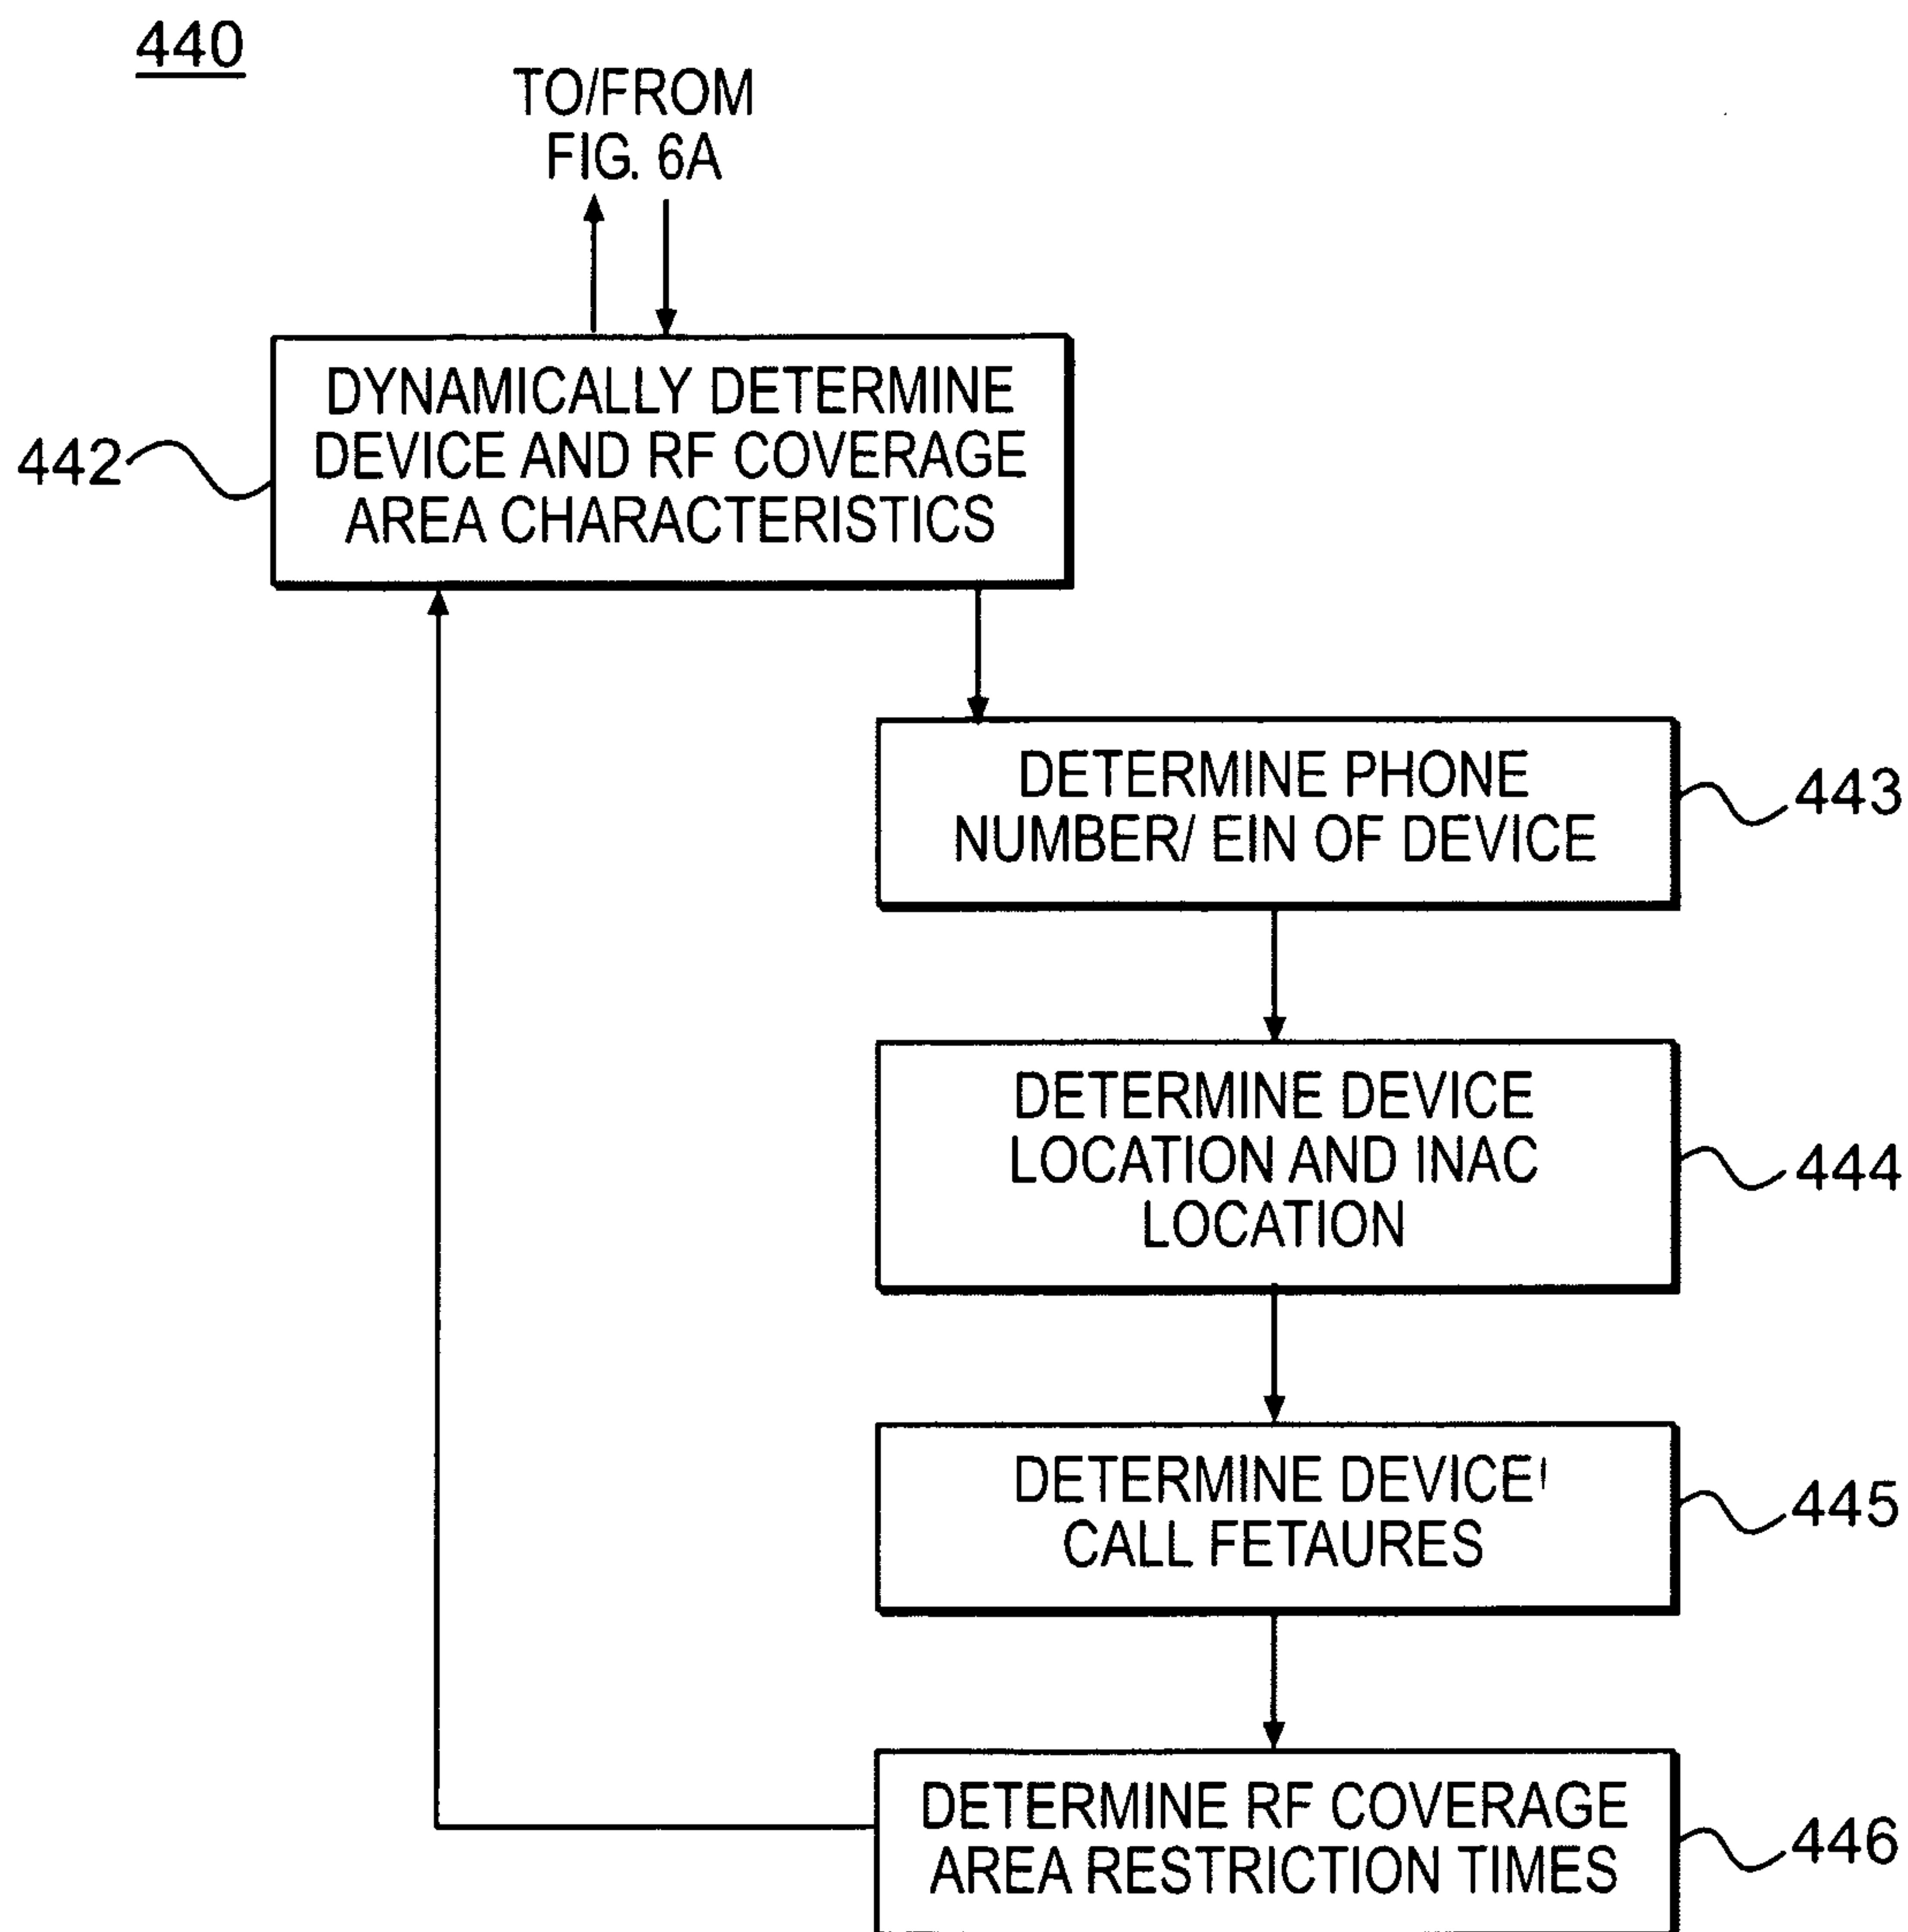 440
TO/FROM
FIG. 6A
DYNAMICALLY DETERMINE
DEVICE AND RF COVERAGE
AREA CHARACTERISTICS
442
DETERMINE PHONE
NUMBER/ EIN OF DEVICE
443
DETERMINE DEVICE
LOCATION AND INAC
LOCATION
444
DETERMINE DEVICE
CALL FETAURES
445
DETERMINE RF COVERAGE
AREA RESTRICTION TIMES
446